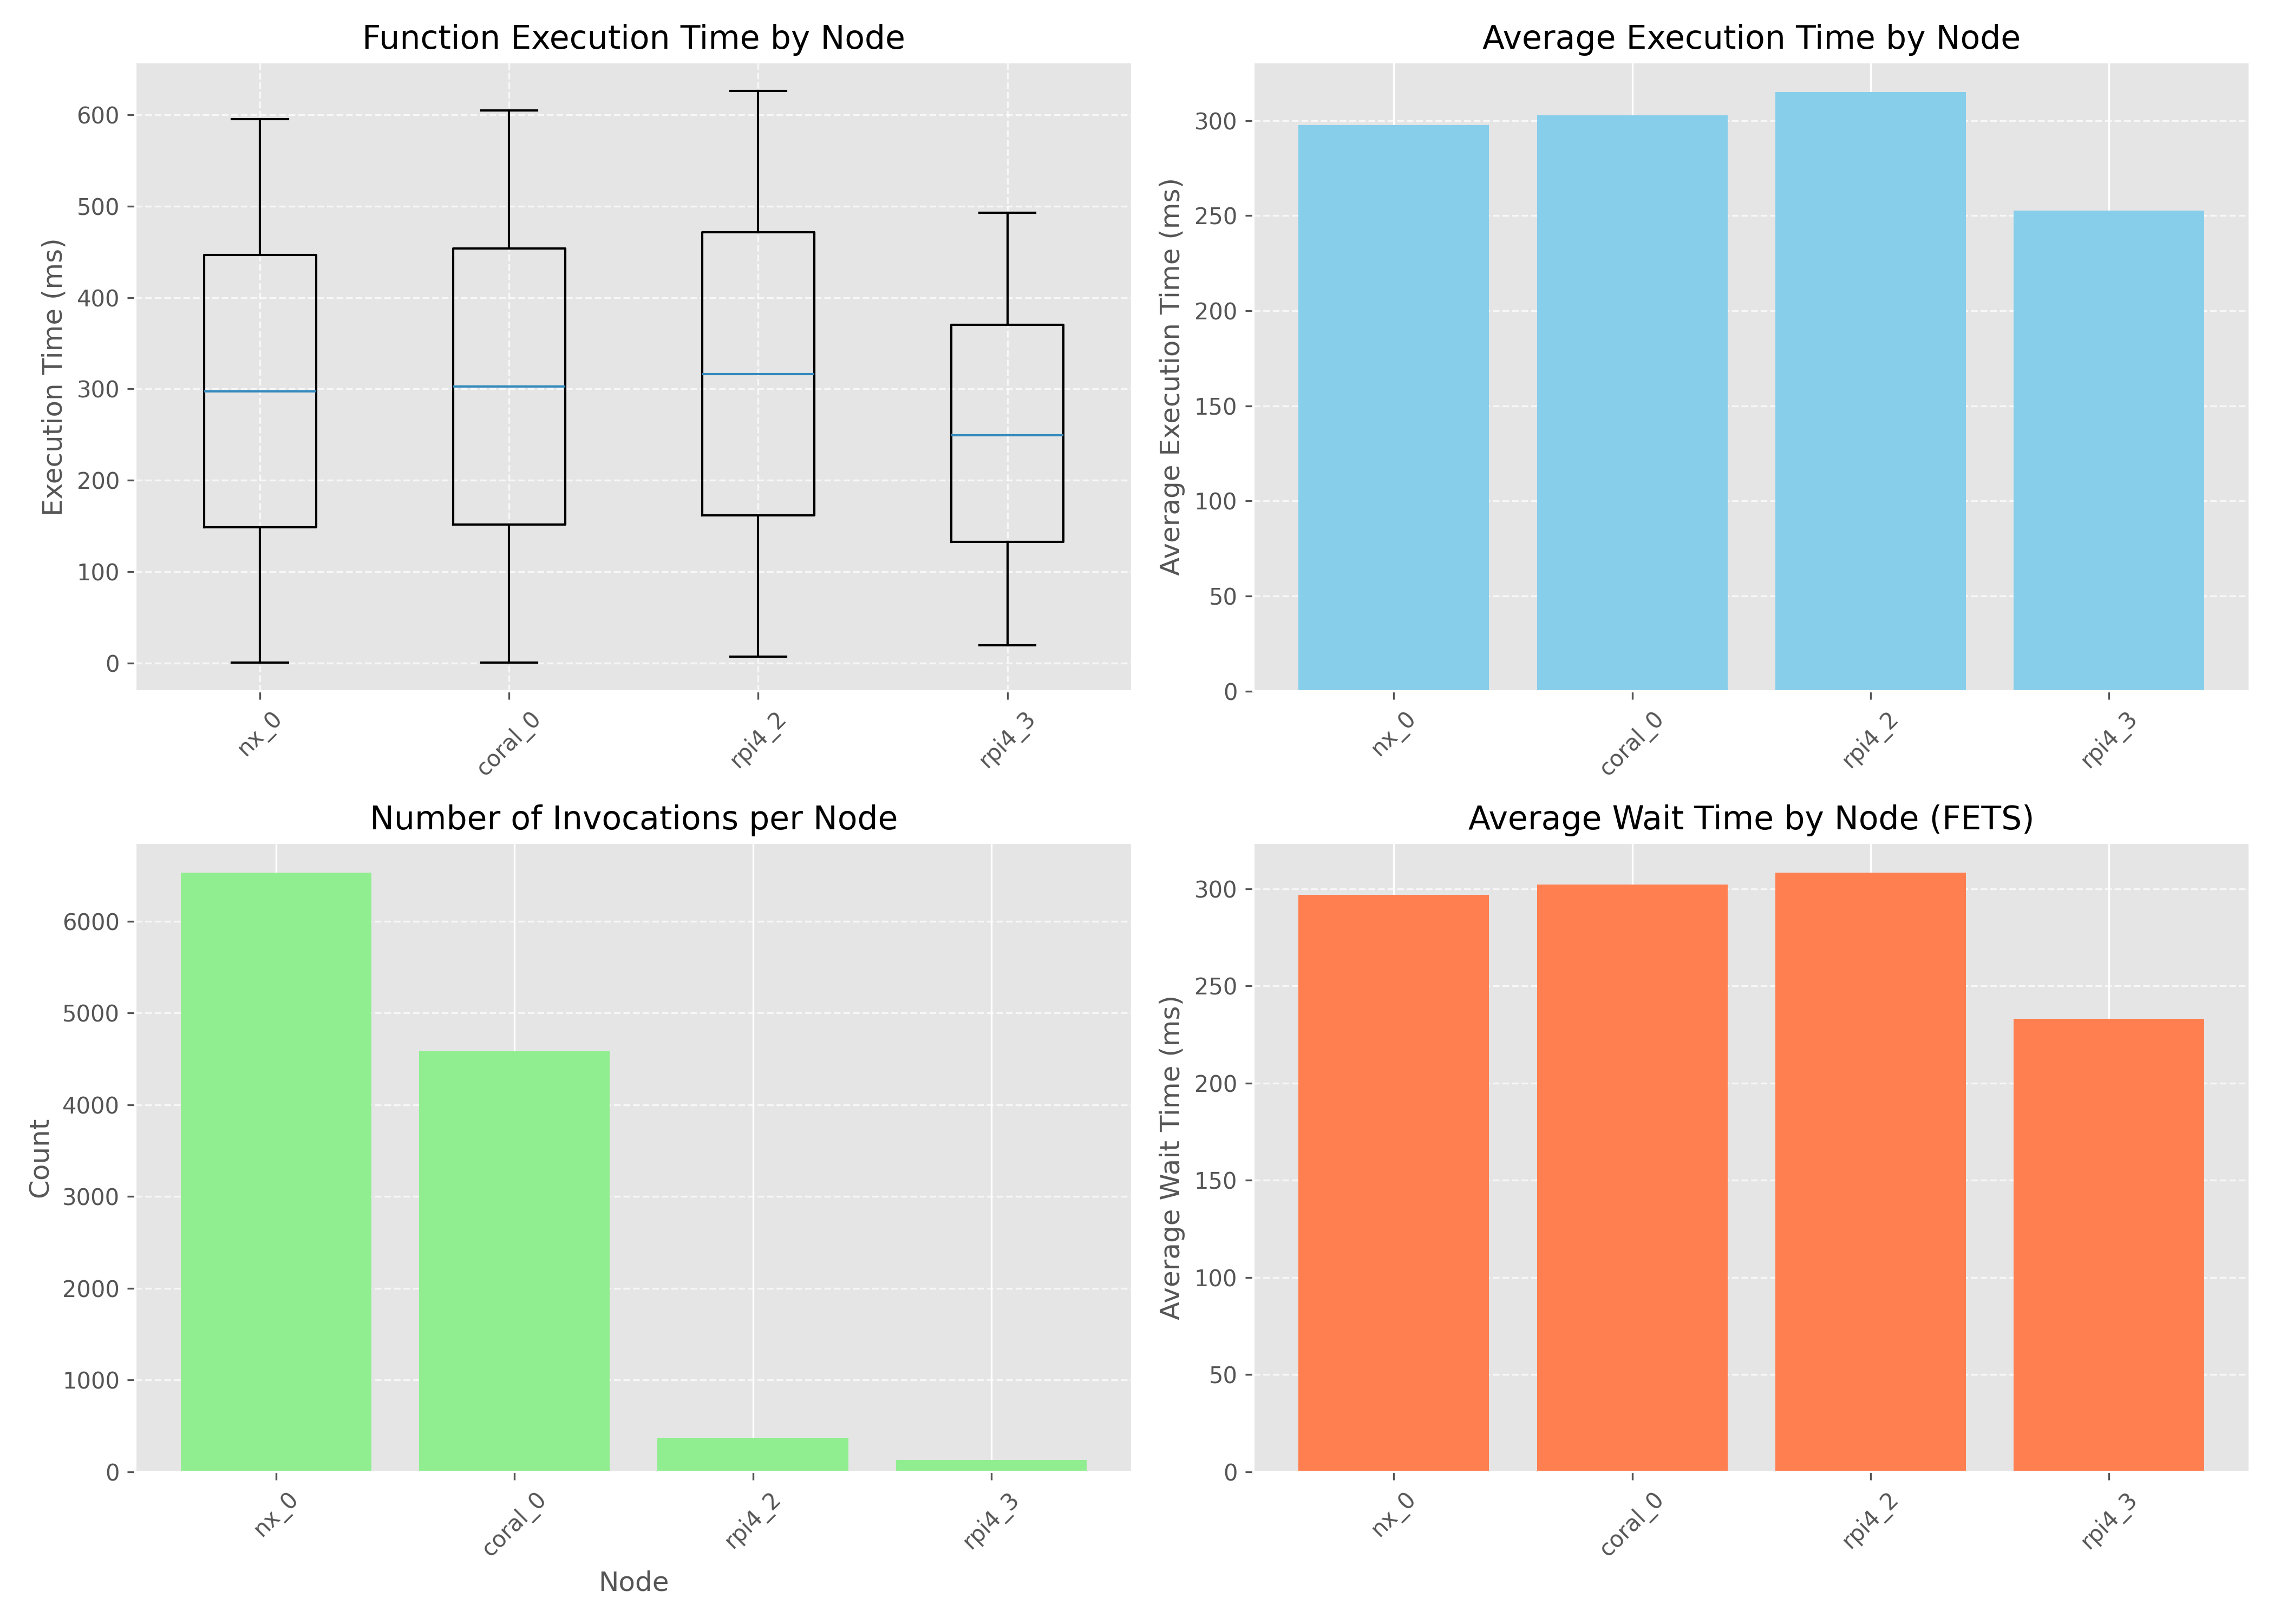 Function Execution Time by Node
Execution Time (ms)
600
500
400
300
200
100
0
nx_0
coral_0
rpi4_2
rpi4_3
Average Execution Time by Node
Average Execution Time (ms)
300
250
200
150
100
50
0
nx_0
coral_0
rpi4_2
rpi4_3
Number of Invocations per Node
Count
6000
5000
4000
3000
2000
1000
0
nx_0
coral_0
rpi4_2
rpi4_3
Node
Average Wait Time by Node (FETS)
Average Wait Time (ms)
300
250
200
150
100
50
0
nx_0
coral_0
rpi4_2
rpi4_3